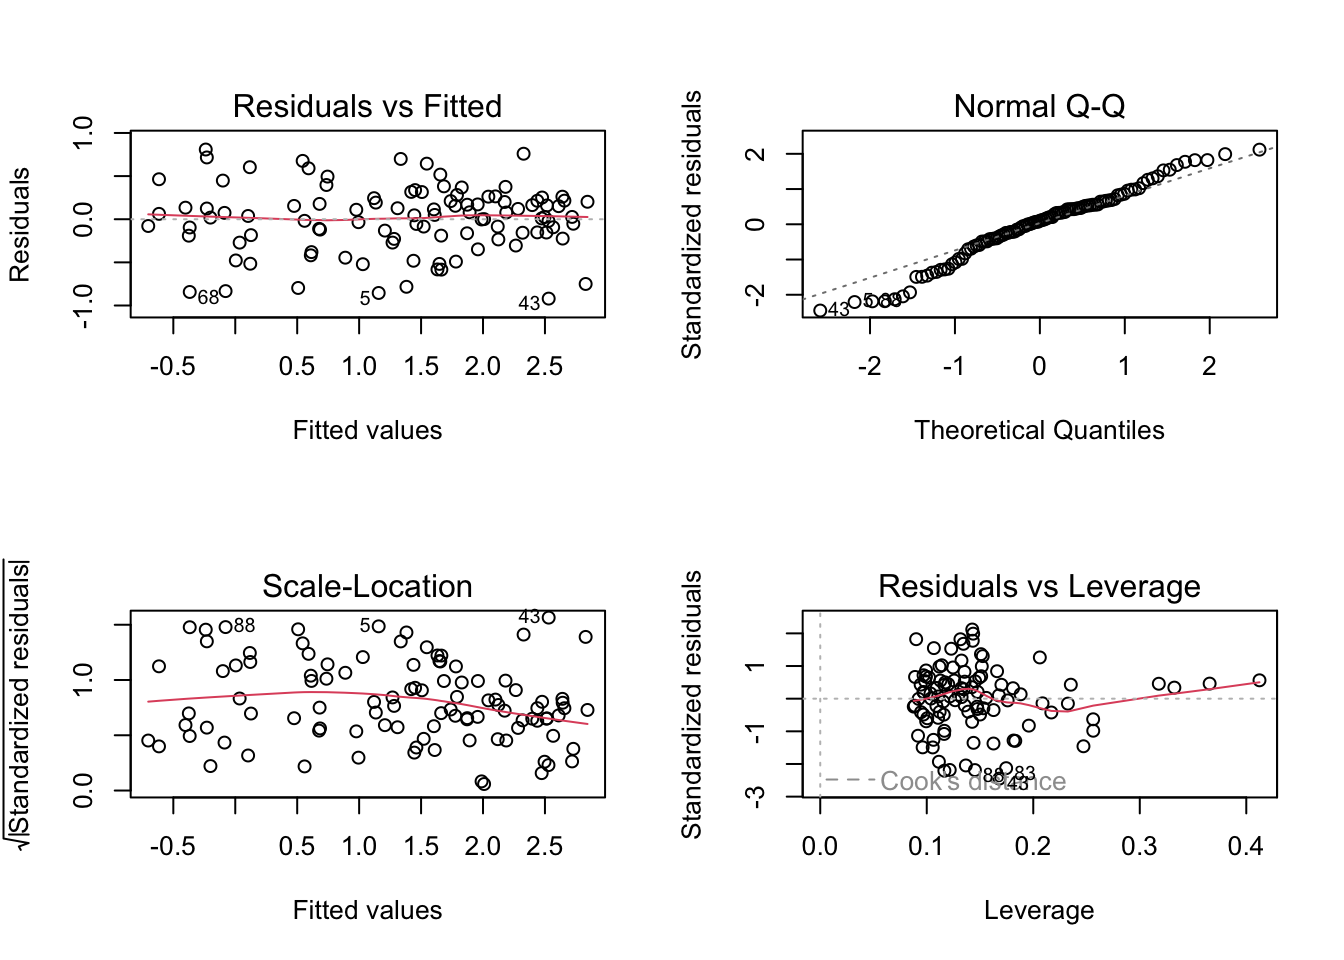 Residuals vs Fitted
Residuals
1.0
0.0
-1.0
68
5
43
-0.5 0.5 1.0 1.5 2.0 2.5
Fitted values
Normal Q-Q
Standardized residuals
2
0
-2
43
5
-2 -1 0 1 2
Theoretical Quantiles
Scale-Location
√|Standardized residuals|
1.0
0.0
88
5
43
-0.5 0.5 1.0 1.5 2.0 2.5
Fitted values
Residuals vs Leverage
Standardized residuals
1
-1
-3
88
83
43
Cook's distance
0.0 0.1 0.2 0.3 0.4
Leverage